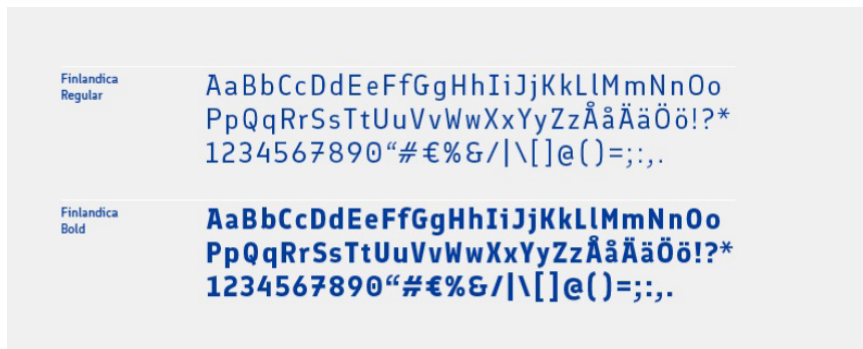 Finlandica
Regular
AaBbCcDdEeFfGgHhIiJjKkLlMmNnOo
PpQqRrSsTtUuVvWwXxYyZzÅåÄäÖö!?*
1234567890“#€%&/|\[]@()=;:,.
Finlandica
Bold
AaBbCcDdEeFfGgHhIiJjKkLlMmNnOo
PpQqRrSsTtUuVvWwXxYyZzÅåÄäÖö!?*
1234567890“#€%&/|\[]@()=;:,.